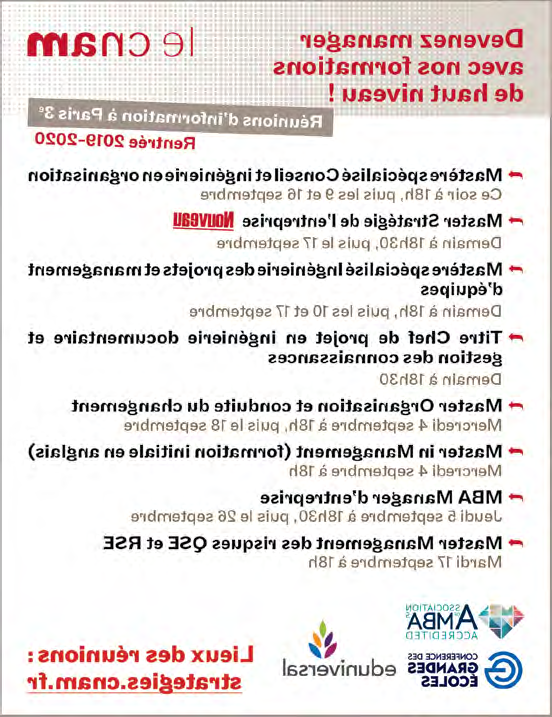 Devenez manager
avec nos formations
de haut niveau !
le cnam
Réunions d'information à Paris 3e
Rentrée 2019-2020
Mastère spécialisé Conseil et ingénierie en organisation
Ce soir à 18h, puis les 9 et 16 septembre
Master Stratégie de l'entreprise Nouveau
Demain à 18h30, puis le 17 septembre
Mastère spécialisé Ingénierie des projets et management
d'équipes
Demain à 18h, puis les 10 et 17 septembre
Titre Chef de projet en ingénierie documentaire et
gestion des connaissances
Demain à 18h30
Master Organisation et conduite du changement
Mercredi 4 septembre à 18h, puis le 18 septembre
Master in Management (formation initiale en anglais)
Mercredi 4 septembre à 18h
MBA Manager d'entreprise
Jeudi 5 septembre à 18h30, puis le 26 septembre
Master Management des risques QSE et RSE
Mardi 17 septembre à 18h
ASSOCIATION
OF
AMBA'S
ACCREDITED
CONFÉRENCE DES
GRANDES
ÉCOLES
eduniversal
Lieux des réunions :
strategies.cnam.fr